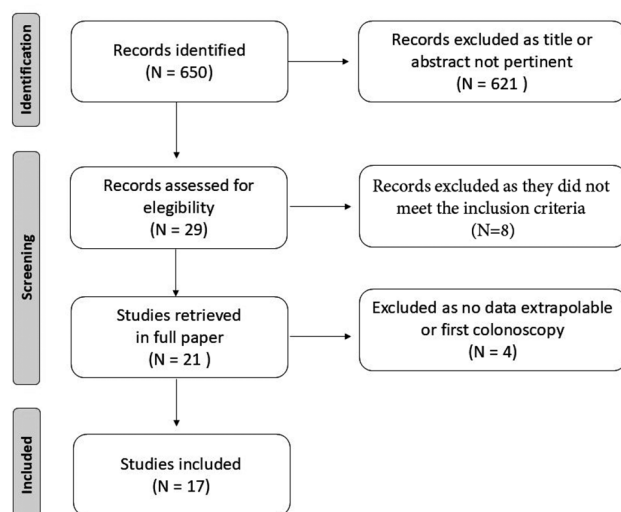 Identification
Records identified
(N = 650)
Records excluded as title or
abstract not pertinent
(N = 621 )
Screening
Records assessed for
elegibility
(N = 29)
Records excluded as they did not
meet the inclusion criteria
(N=8)
Studies retrieved
in full paper
(N = 21 )
Excluded as no data extrapolable
or first colonoscopy
(N = 4)
Included
Studies included
(N = 17)